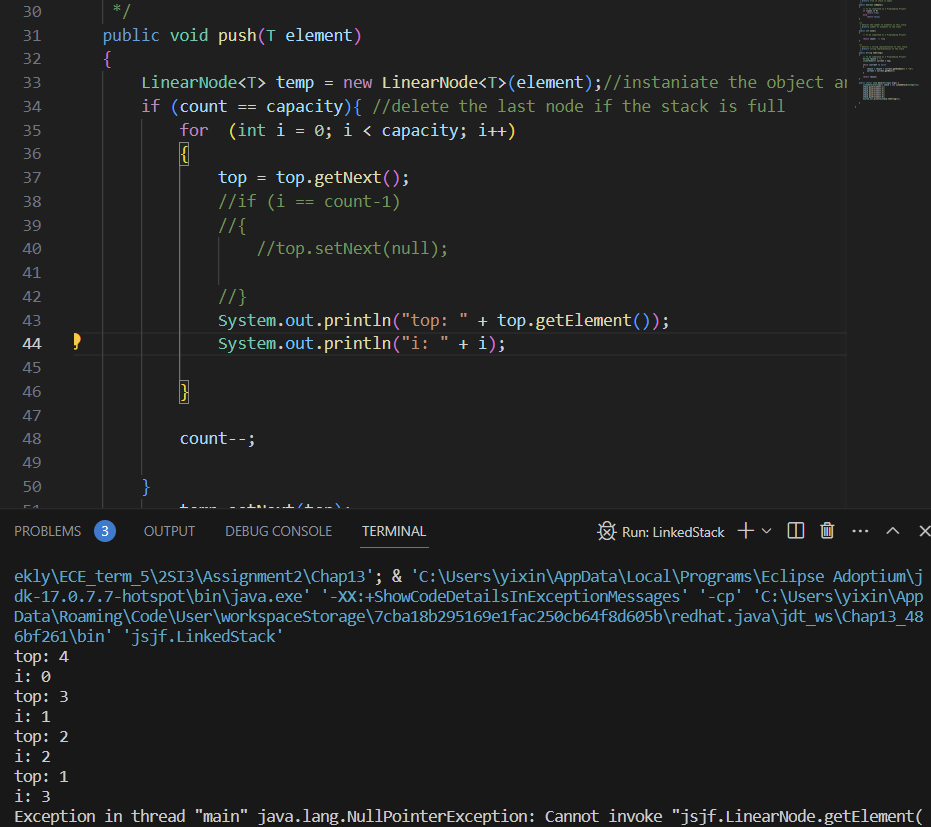 30 */
31 public void push(T element)
32 {
33 LinearNode<T> temp = new LinearNode<T>(element);//instaniate the object an
34 if (count == capacity){ //delete the last node if the stack is full
35 for  (int i = 0; i < capacity; i++)
36 {
37 top = top.getNext();
38 //if (i == count-1)
39 //{
40 //top.setNext(null);
41
42 //}
43 System.out.println("top: " + top.getElement());
44 System.out.println("i: " + i);
45
46 }
47
48 count--;
49
50 }
PROBLEMS 3 OUTPUT DEBUG CONSOLE TERMINAL Run: LinkedStack
ekly\ECE_term_5\2SI3\Assignment2\Chap13'; & 'C:\Users\yixin\AppData\Local\Programs\Eclipse Adoptium\j
dk-17.0.7.7-hotspot\bin\java.exe' '-XX:+ShowCodeDetailsInExceptionMessages' '-cp' 'C:\Users\yixin\App
Data\Roaming\Code\User\workspaceStorage\7cba18b295169e1fac250cb64f8d605b\redhat.java\jdt_ws\Chap13_48
6bf261\bin' 'jsjf.LinkedStack'
top: 4
i: 0
top: 3
i: 1
top: 2
i: 2
top: 1
i: 3
Exception in thread "main" java.lang.NullPointerException: Cannot invoke "jsjf.LinearNode.getElement(